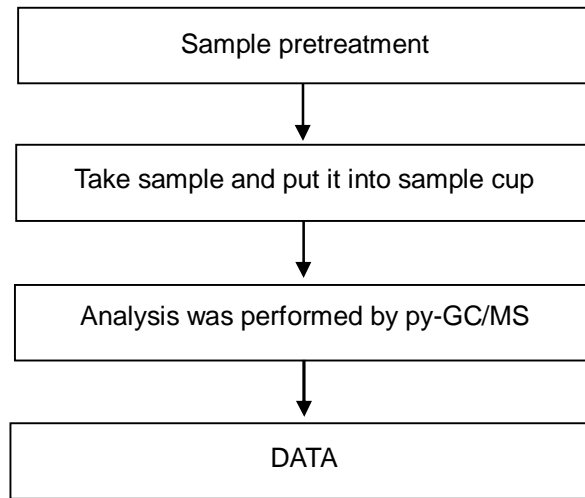 Sample pretreatment
Take sample and put it into sample cup
Analysis was performed by py-GC/MS
DATA